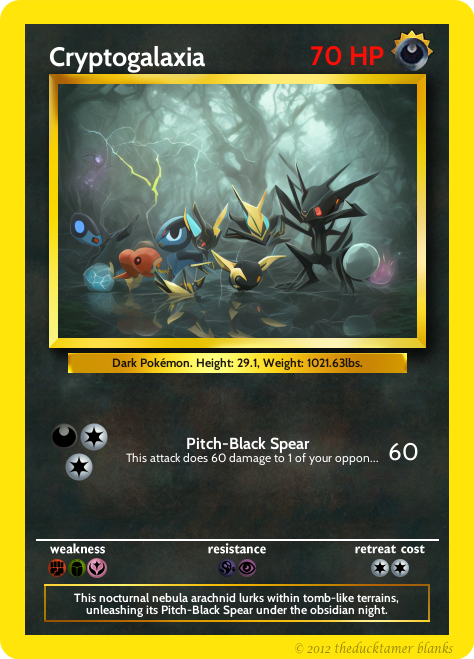 Cryptogalaxia
70 HP
Dark Pokémon. Height: 29.1, Weight: 1021.63lbs.
Pitch-Black Spear
This attack does 60 damage to 1 of your oppon...
60
weakness
resistance
retreat cost
This nocturnal nebula arachnid lurks within tomb-like terrains,
unleashing its Pitch-Black Spear under the obsidian night.
© 2012 theducktamer blanks